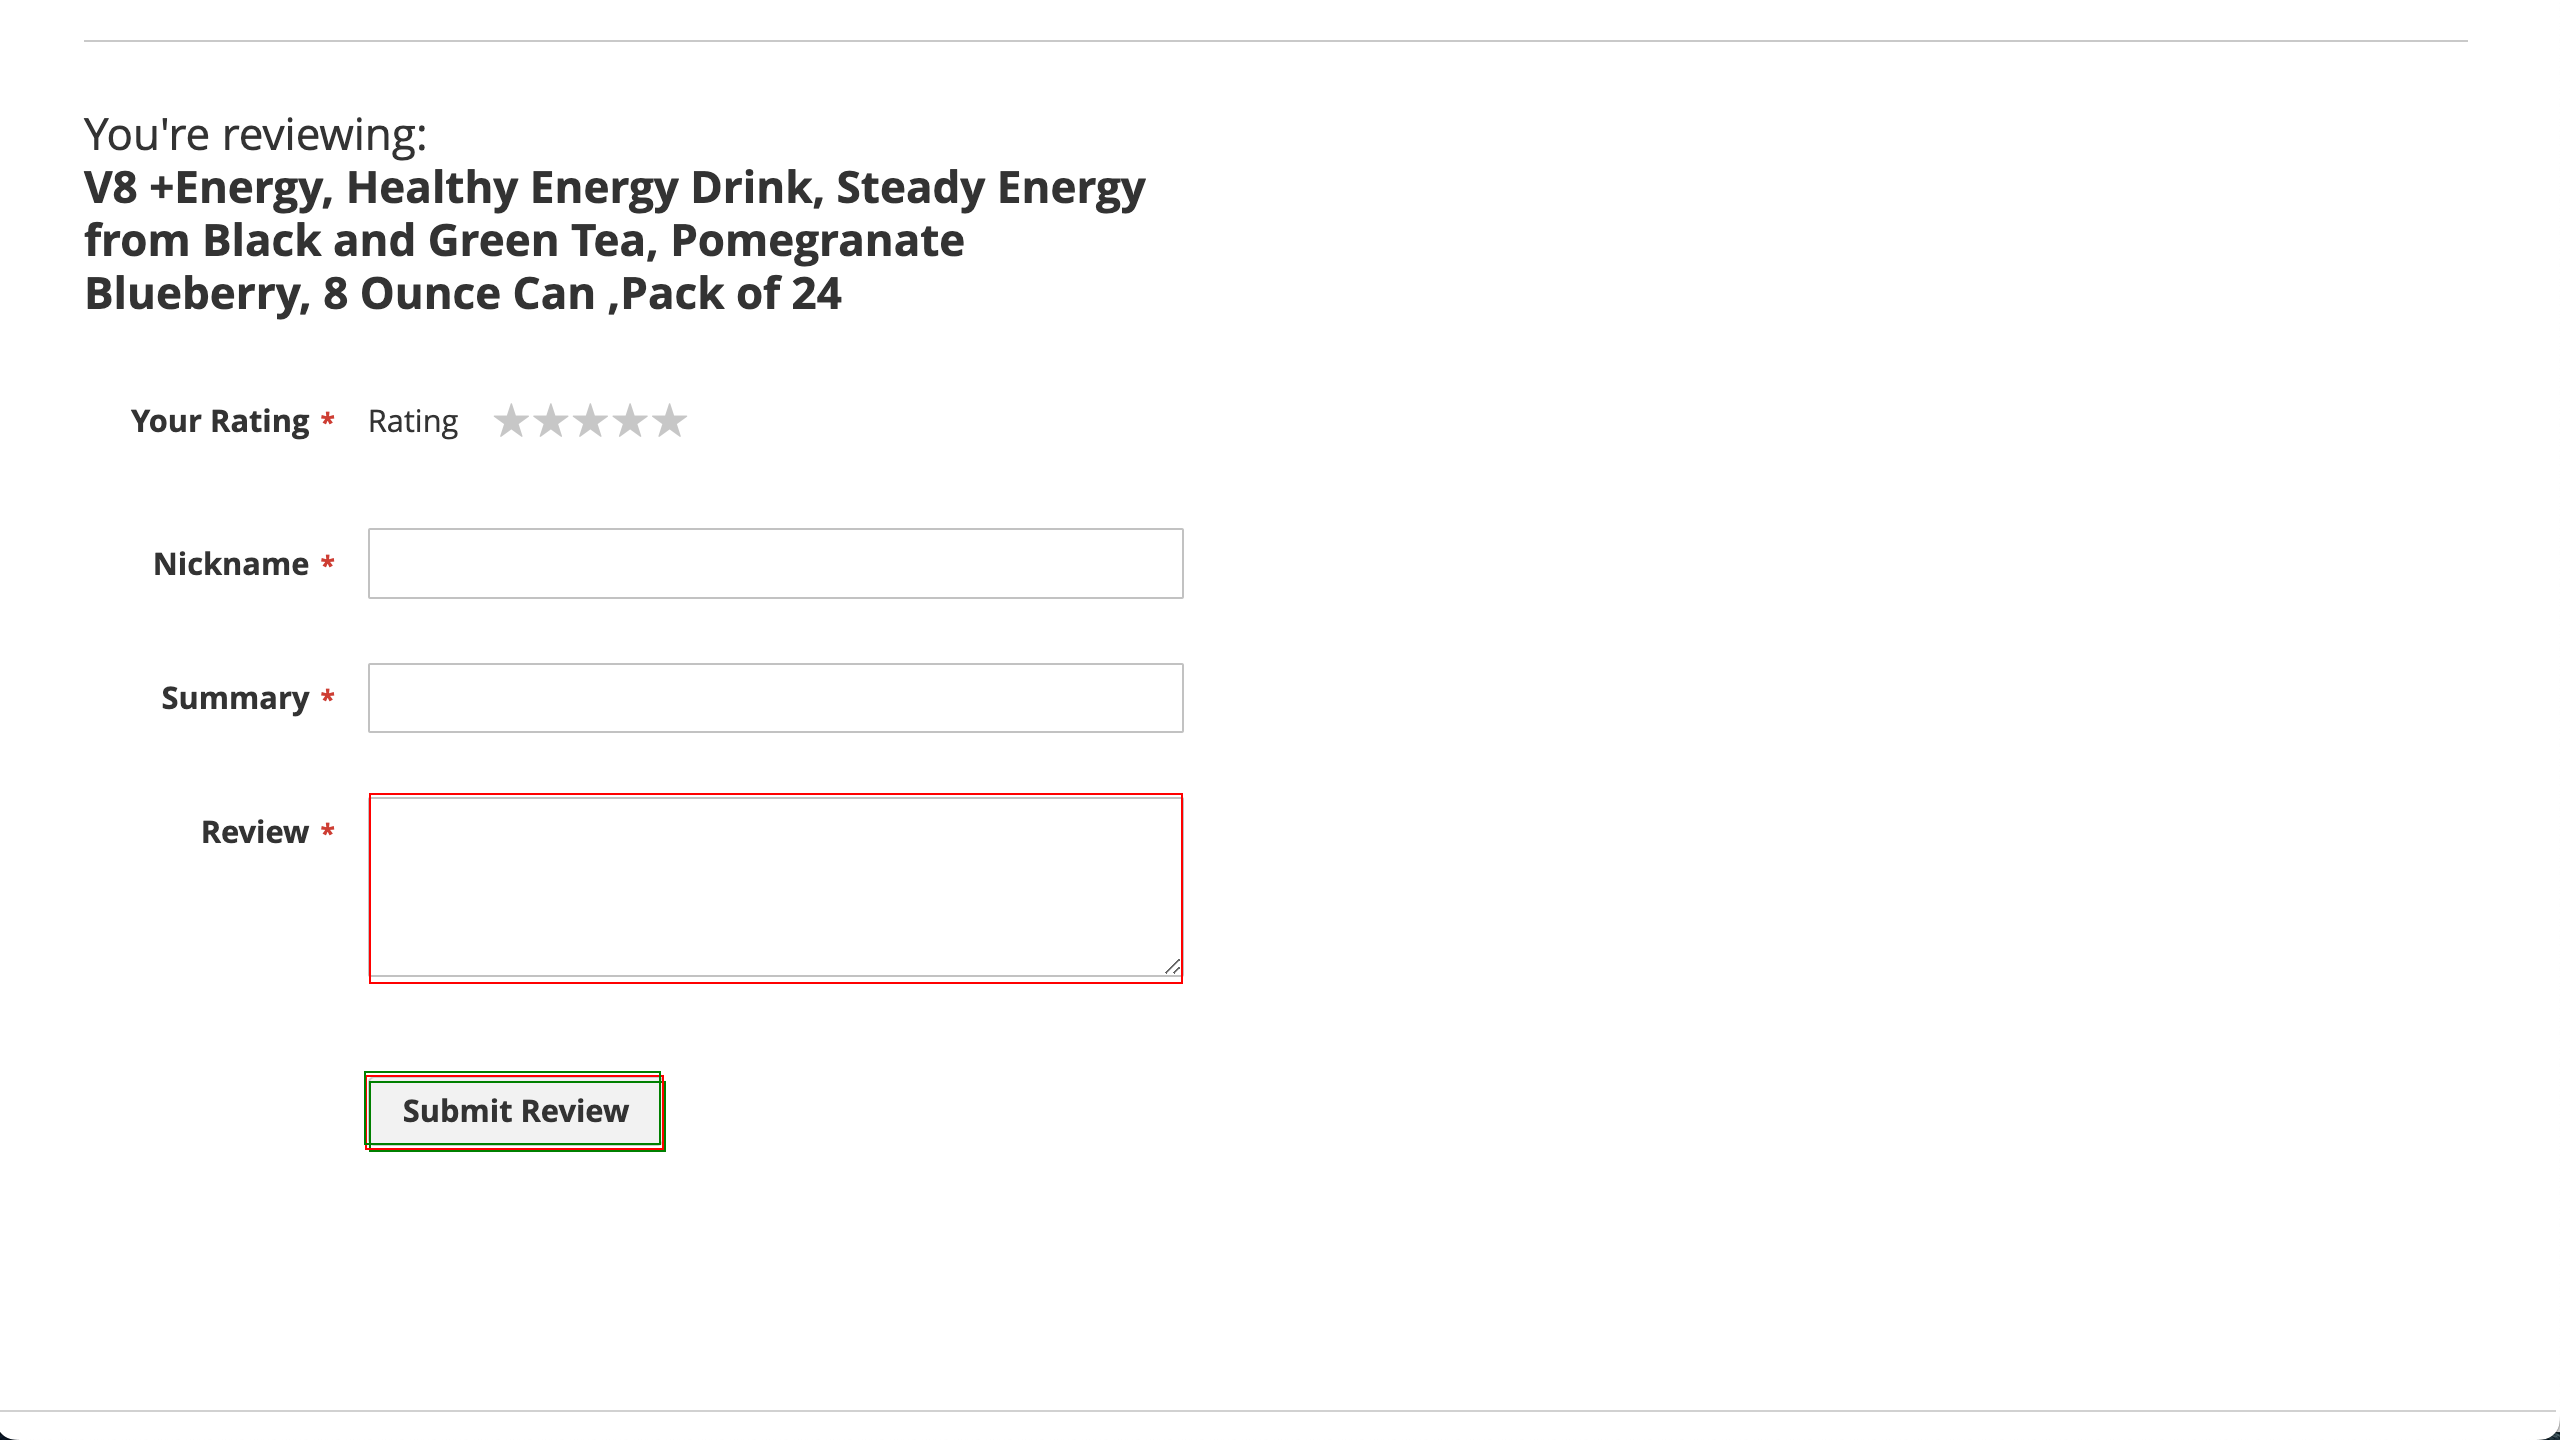 You're reviewing:
V8 +Energy, Healthy Energy Drink, Steady Energy
from Black and Green Tea, Pomegranate
Blueberry, 8 Ounce Can ,Pack of 24
Your Rating * Rating
Nickname *
Summary *
Review *
Submit Review